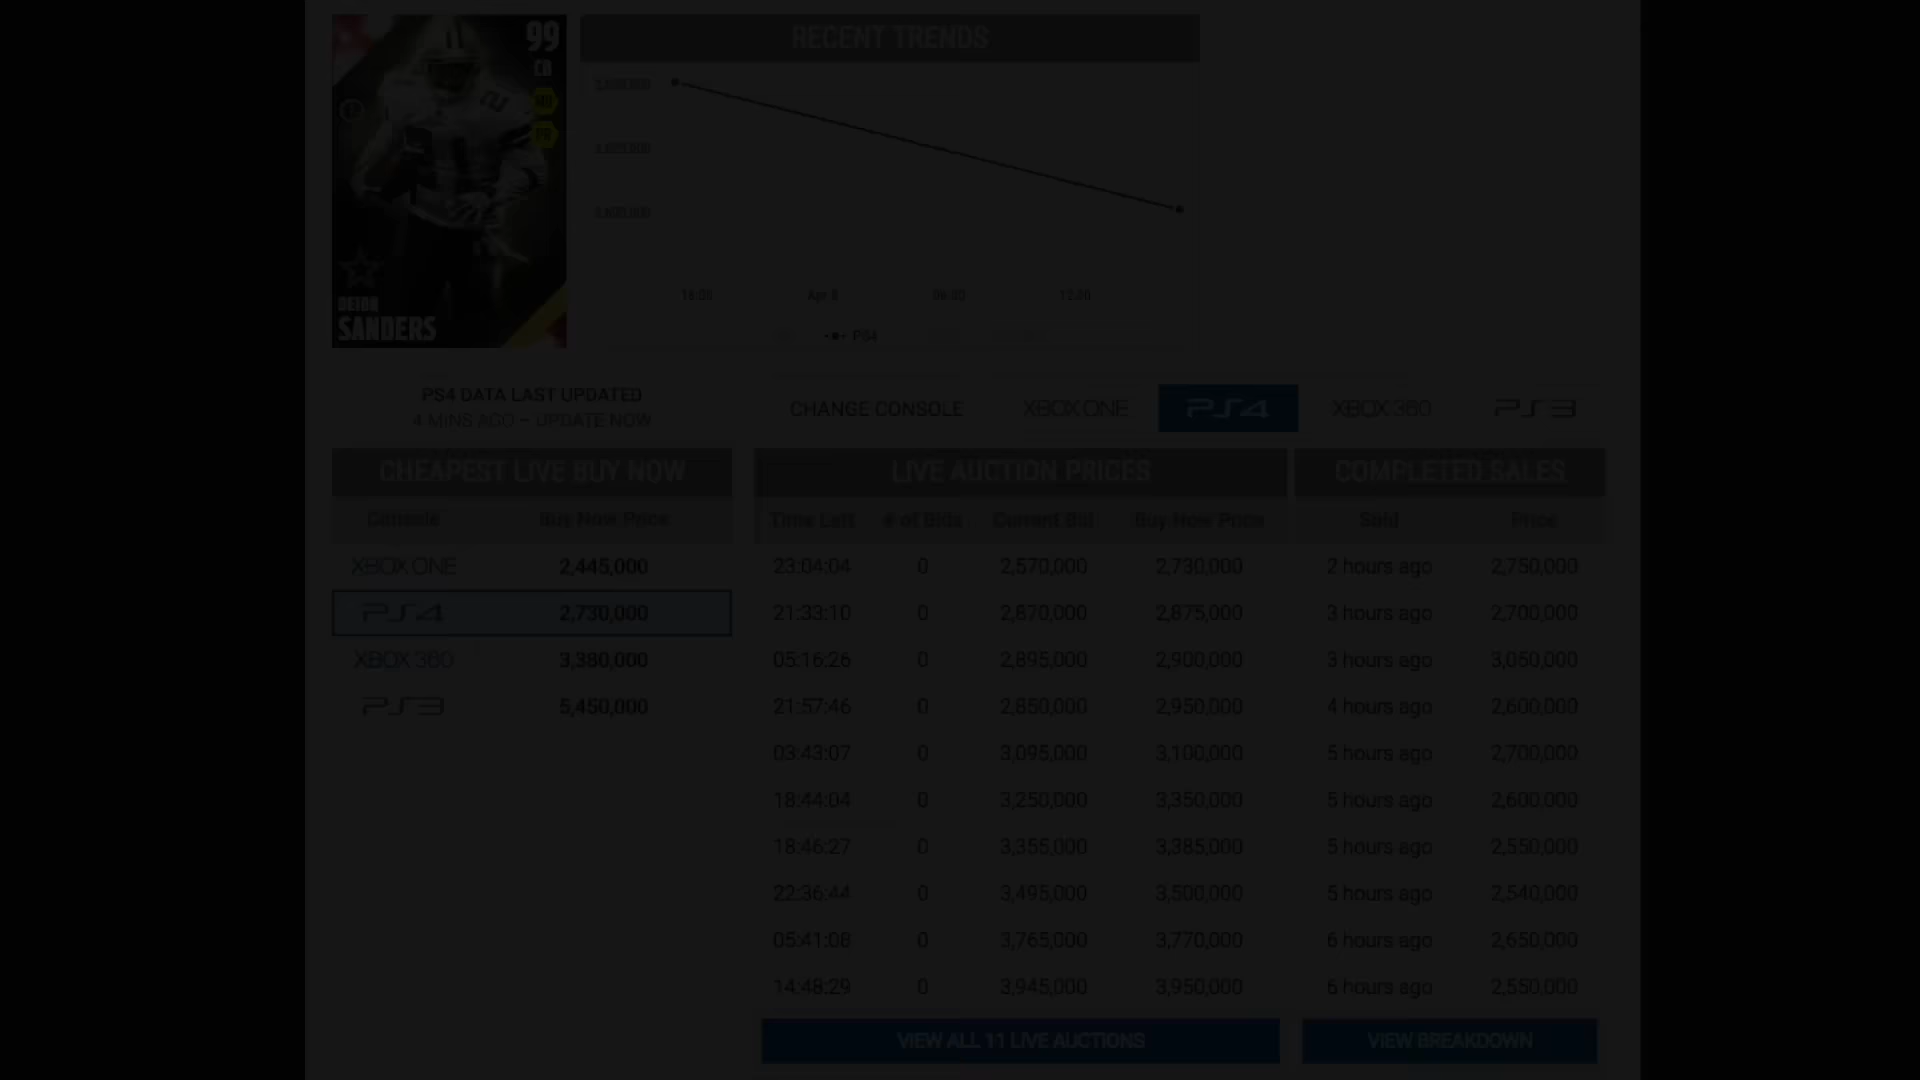 99
CB
RECENT TRENDS
16:00 Apr 5 06:00 12:00
PS4
DEION
SANDERS
PS4 DATA LAST UPDATED
4 MINS AGO – UPDATE NOW
CHANGE CONSOLE XBOX ONE PS4 XBOX 360 PS3
CHEAPEST LIVE BUY NOW
Console Buy Now Price
XBOX ONE 2,445,000
PS4 2,730,000
XBOX 360 3,380,000
PS3 5,450,000
LIVE AUCTION PRICES
Time Left # of Bids Current Bid Buy Now Price
23:04:04 0 2,570,000 2,730,000
21:33:10 0 2,870,000 2,875,000
05:16:26 0 2,895,000 2,900,000
21:57:46 0 2,850,000 2,950,000
03:43:07 0 3,095,000 3,100,000
18:44:04 0 3,250,000 3,350,000
18:46:27 0 3,355,000 3,385,000
22:36:44 0 3,495,000 3,500,000
05:41:08 0 3,765,000 3,770,000
14:48:29 0 3,945,000 3,950,000
VIEW ALL 11 LIVE AUCTIONS
COMPLETED SALES
Sold Price
2 hours ago 2,750,000
3 hours ago 2,700,000
3 hours ago 3,050,000
4 hours ago 2,600,000
5 hours ago 2,700,000
5 hours ago 2,600,000
5 hours ago 2,550,000
5 hours ago 2,540,000
6 hours ago 2,650,000
6 hours ago 2,550,000
VIEW BREAKDOWN